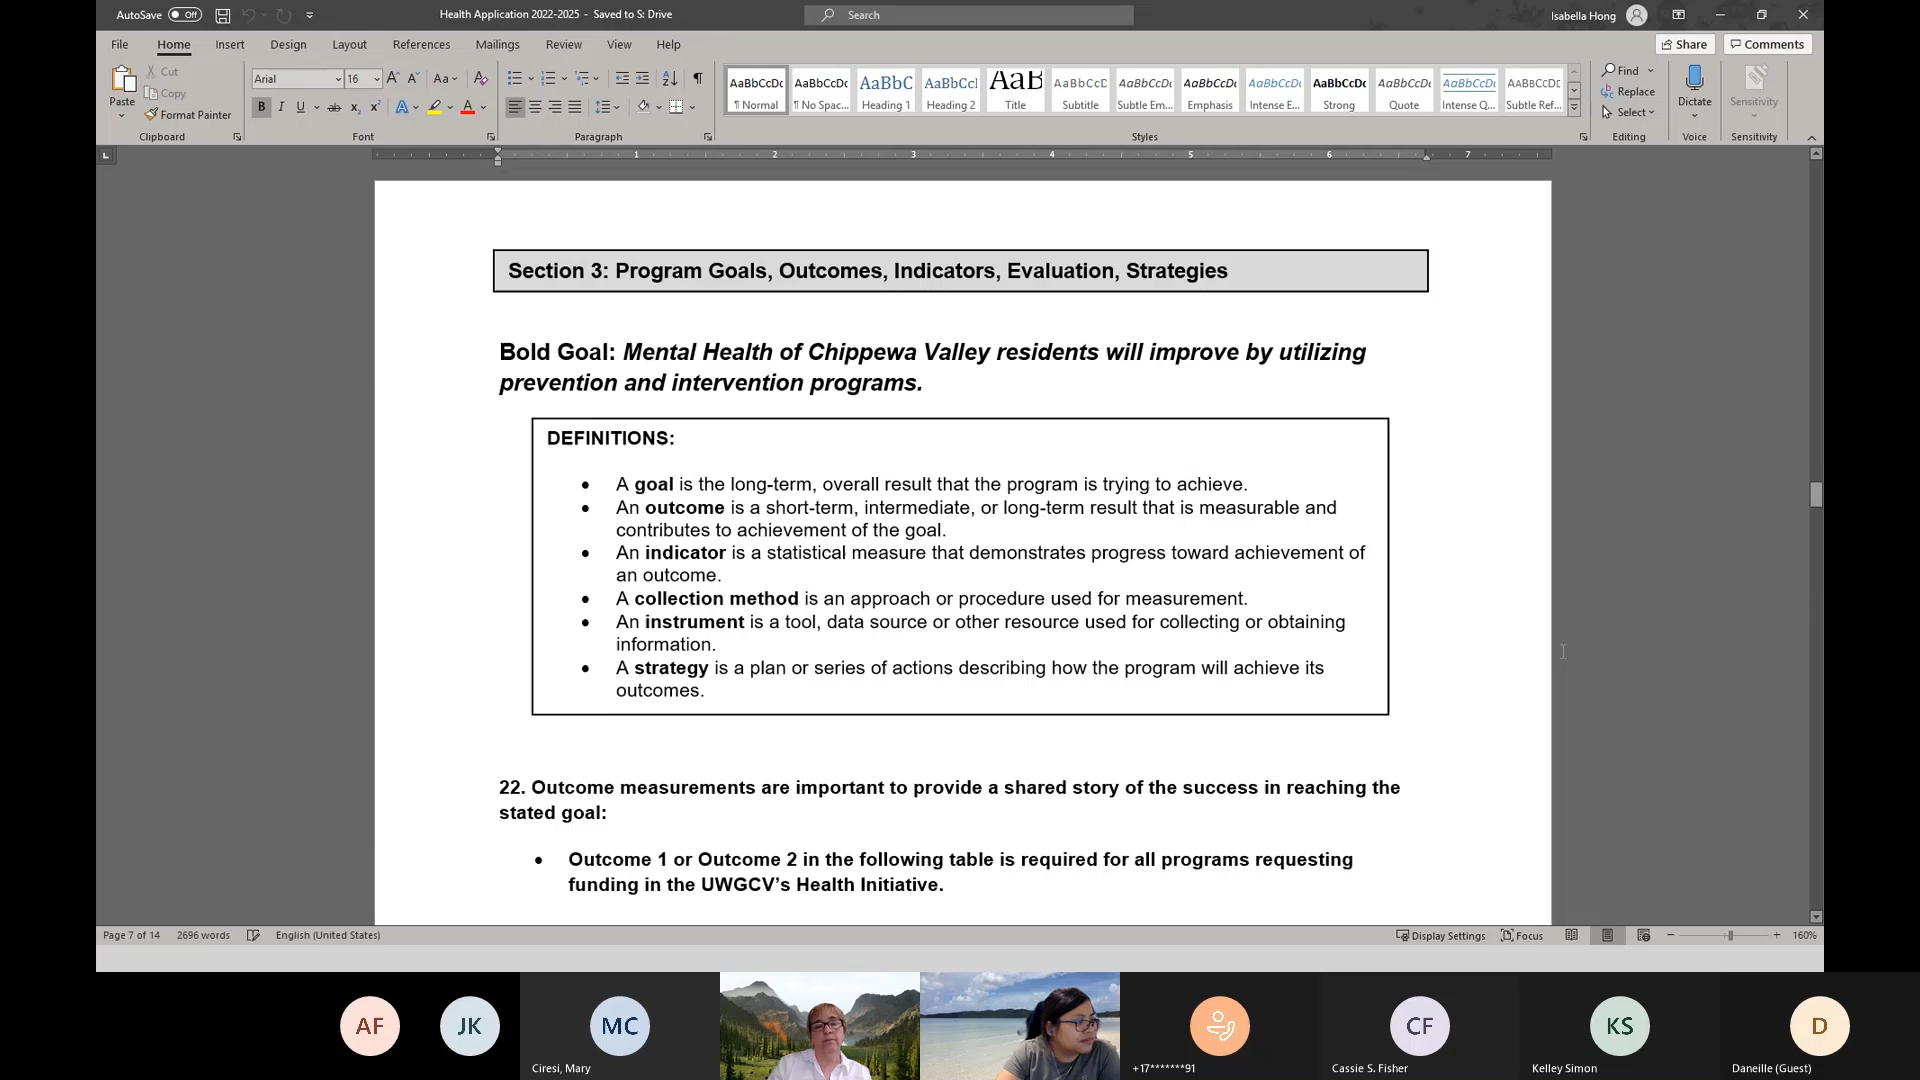 AutoSave Off Health Application 2022-2025 - Saved to S: Drive Search Isabella Hong
File Home Insert Design Layout References Mailings Review View Help Share Comments
Paste Cut Copy Format Painter
Clipboard
Arial 16
Font
Paragraph
AaBbCcDc AaBbCcDc AaBbC AaBbCcI AaB AaBbCcD AaBbCcDc AaBbCcDc AaBbCcDc AaBbCcDc AaBbCcDc AaBbCcDc AABBCCDE
¶ Normal ¶ No Spac... Heading 1 Heading 2 Title Subtitle Subtle Em... Emphasis Intense E... Strong Quote Intense Q... Subtle Ref...
Styles
Find
Replace
Select
Editing
Dictate
Voice
Sensitivity
Sensitivity
1 2 3 4 5 6 7
Section 3: Program Goals, Outcomes, Indicators, Evaluation, Strategies
Bold Goal: Mental Health of Chippewa Valley residents will improve by utilizing
prevention and intervention programs.
DEFINITIONS:
• A goal is the long-term, overall result that the program is trying to achieve.
• An outcome is a short-term, intermediate, or long-term result that is measurable and
contributes to achievement of the goal.
• An indicator is a statistical measure that demonstrates progress toward achievement of
an outcome.
• A collection method is an approach or procedure used for measurement.
• An instrument is a tool, data source or other resource used for collecting or obtaining
information.
• A strategy is a plan or series of actions describing how the program will achieve its
outcomes.
22. Outcome measurements are important to provide a shared story of the success in reaching the
stated goal:
• Outcome 1 or Outcome 2 in the following table is required for all programs requesting
funding in the UWGCV's Health Initiative.
Page 7 of 14 2696 words English (United States) Display Settings Focus 160%
AF JK MC CF KS D
Ciresi, Mary +17*******91 Cassie S. Fisher Kelley Simon Daneille (Guest)